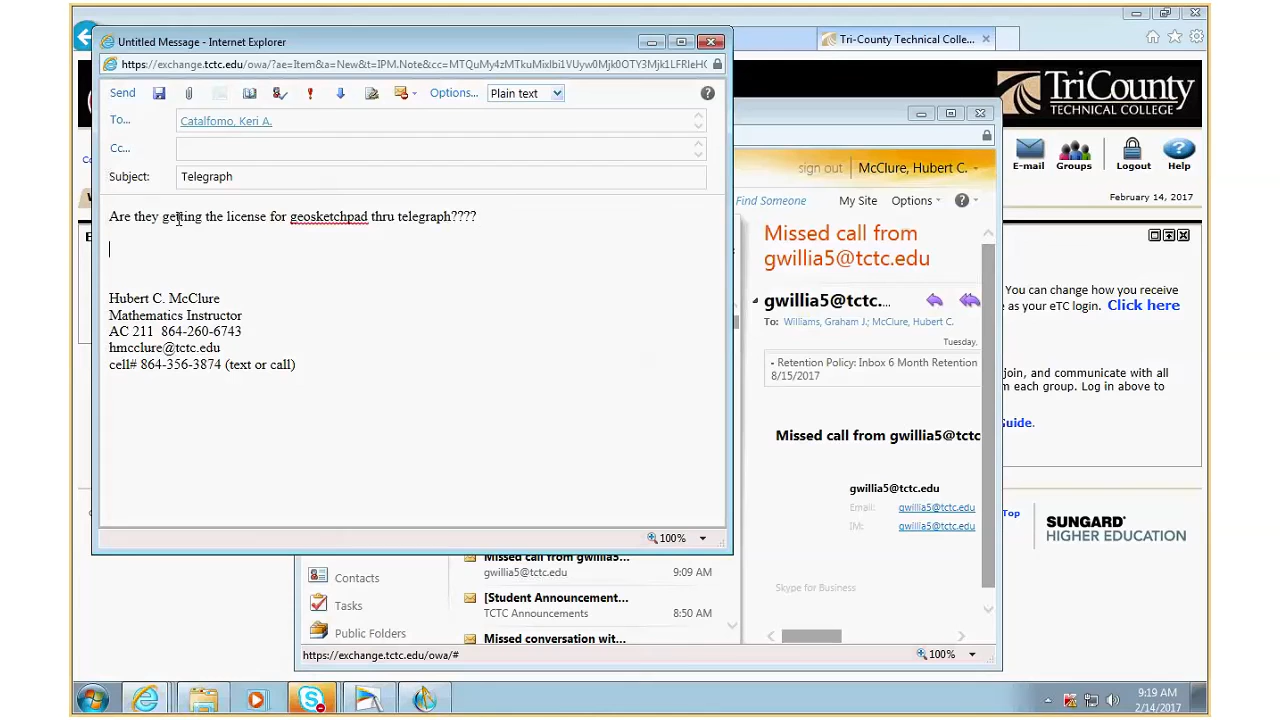 Untitled Message - Internet Explorer
https://exchange.tctc.edu/owa/?ae=Item&a=New&t=IPM.Note&cc=
Send
Options...
Plain text
To...
Catalfomo, Keri A.
Cc...
Subject:
Telegraph
Are they getting the license for geosketchpad thru telegraph????
Hubert C. McClure
Mathematics Instructor
AC 211  864-260-6743
hmcclure@tctc.edu
cell# 864-356-3874 (text or call)
100%
Tri-County Technical Colle...
TRICOUNTY
TECHNICAL COLLEGE
E-mail
Groups
Logout
Help
February 14, 2017
sign out
McClure, Hubert C.
Find Someone
My Site
Options
Missed call from
gwillia5@tctc.edu
gwillia5@tctc....
To: Williams, Graham J.; McClure, Hubert C.
Tuesday,
- Retention Policy: Inbox 6 Month Retention
8/15/2017
Missed call from gwillia5@tctc
gwillia5@tctc.edu
Email: gwillia5@tctc.edu
IM: gwillia5@tctc.edu
Skype for Business
You can change how you receive
as your eTC login. Click here
join, and communicate with all
m each group. Log in above to
Guide.
Top
SUNGARD
HIGHER EDUCATION
Contacts
Tasks
Public Folders
Missed call from gwillia5...
gwillia5@tctc.edu
9:09 AM
[Student Announcement...
TCTC Announcements
8:50 AM
Missed conversation wit...
https://exchange.tctc.edu/owa/#
100%
9:19 AM
2/14/2017